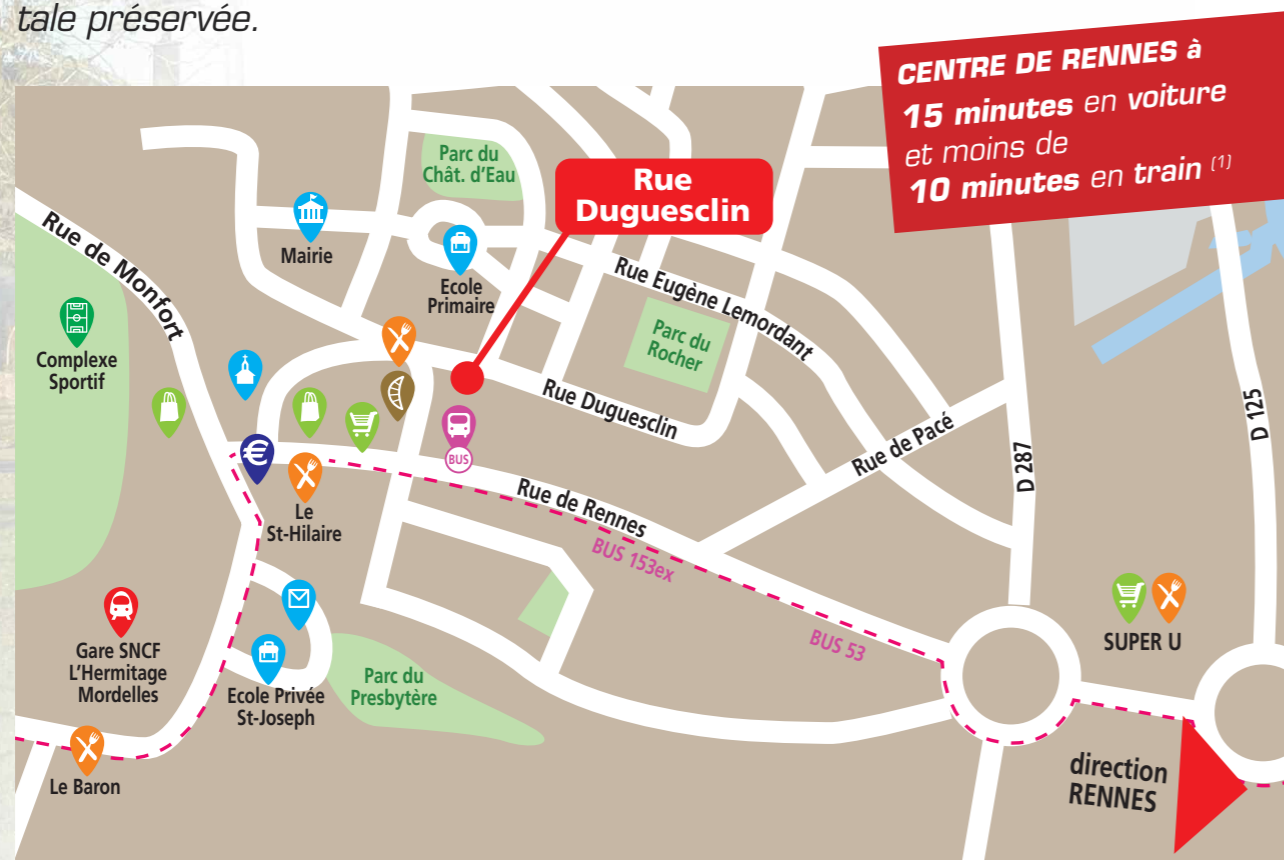 tale préservée.
CENTRE DE RENNES à
15 minutes en voiture
et moins de
10 minutes en train (1)
Parc du
Chât. d'Eau
Rue
Duguesclin
Rue de Monfort
Mairie
Ecole
Primaire
Rue Eugène Lemordant
Parc du
Rocher
Complexe
Sportif
Rue Duguesclin
D 125
Rue de Pacé
D 287
€
BUS
Le
St-Hilaire
Rue de Rennes
BUS 153ex
BUS 53
SUPER U
Gare SNCF
L'Hermitage
Mordelles
Ecole Privée
St-Joseph
Parc du
Presbytère
Le Baron
direction
RENNES